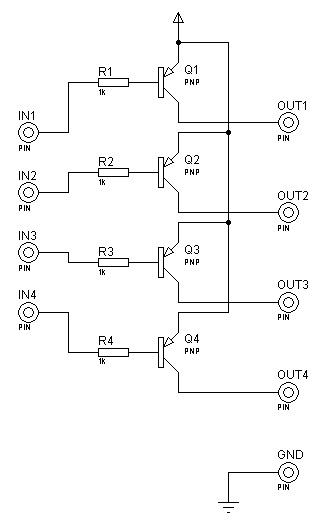 R1
1k
Q1
PNP
IN1
PIN
OUT1
PIN
R2
1k
Q2
PNP
IN2
PIN
OUT2
PIN
IN3
PIN
R3
1k
Q3
PNP
OUT3
PIN
IN4
PIN
R4
1k
Q4
PNP
OUT4
PIN
GND
PIN